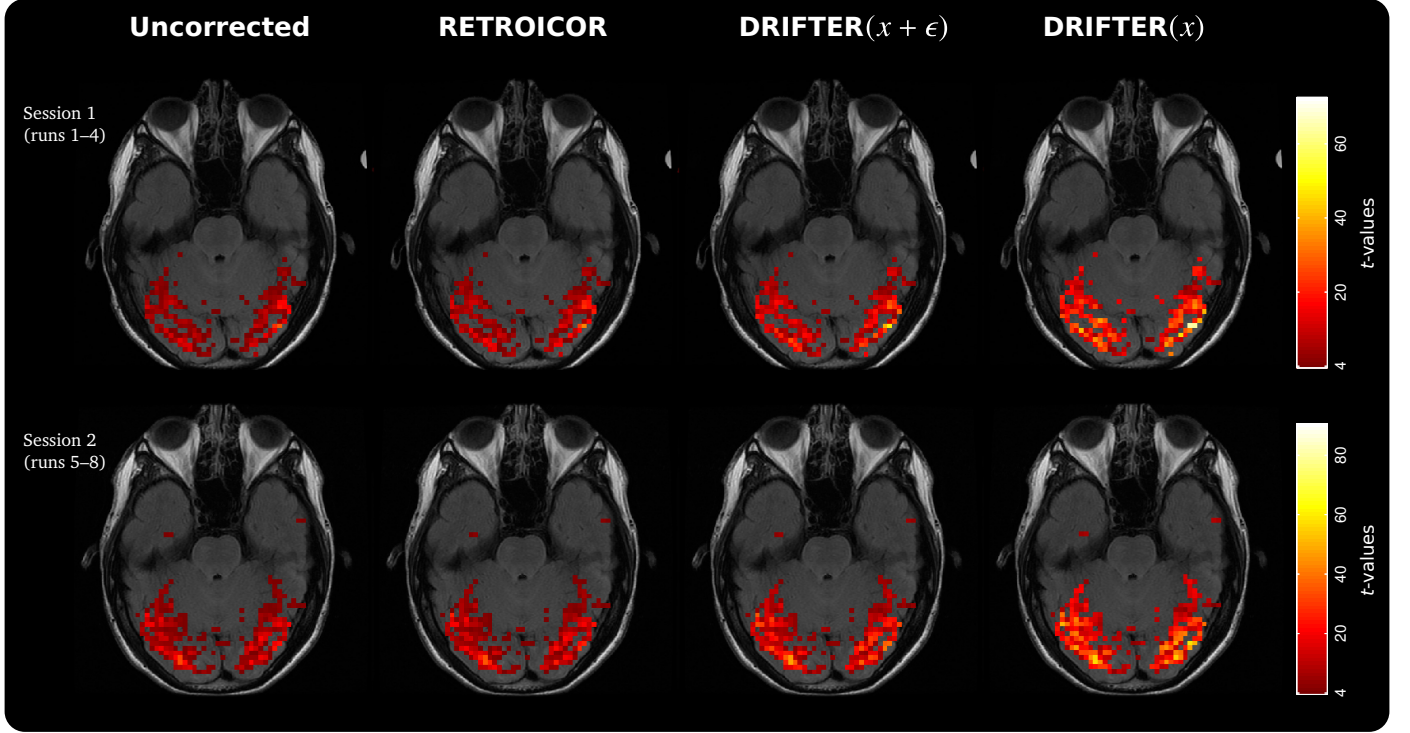 Uncorrected
RETROICOR
DRIFTER(x + ϵ)
DRIFTER(x)
Session 1
(runs 1–4)
60
40
20
4
t-values
Session 2
(runs 5–8)
80
60
40
20
4
t-values